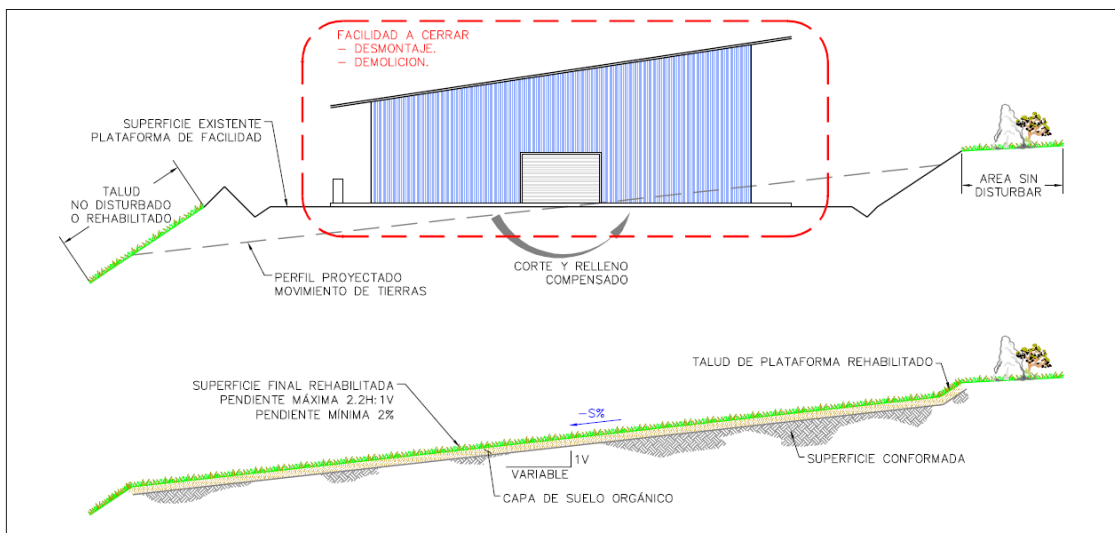 FACILIDAD A CERRAR
– DESMONTAJE.
– DEMOLICION.
SUPERFICIE EXISTENTE
PLATAFORMA DE FACILIDAD
TALUD
NO DISTURBADO
O REHABILITADO
AREA SIN
DISTURBAR
CORTE Y RELLENO
COMPENSADO
PERFIL PROYECTADO
MOVIMIENTO DE TIERRAS
TALUD DE PLATAFORMA REHABILITADO
SUPERFICIE FINAL REHABILITADA
PENDIENTE MÁXIMA 2.2H:1V
PENDIENTE MÍNIMA 2%
–S%
1V
VARIABLE
SUPERFICIE CONFORMADA
CAPA DE SUELO ORGÁNICO